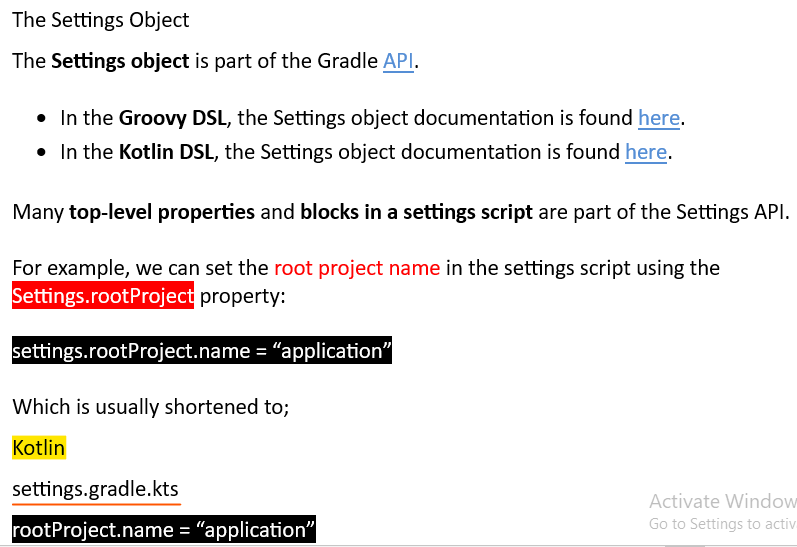 The Settings Object
The Settings object is part of the Gradle API.
• In the Groovy DSL, the Settings object documentation is found here.
• In the Kotlin DSL, the Settings object documentation is found here.
Many top-level properties and blocks in a settings script are part of the Settings API.
For example, we can set the root project name in the settings script using the
Settings.rootProject property:
settings.rootProject.name = “application”
Which is usually shortened to;
Kotlin
settings.gradle.kts
Activate Window
Go to Settings to activ
rootProject.name = “application”